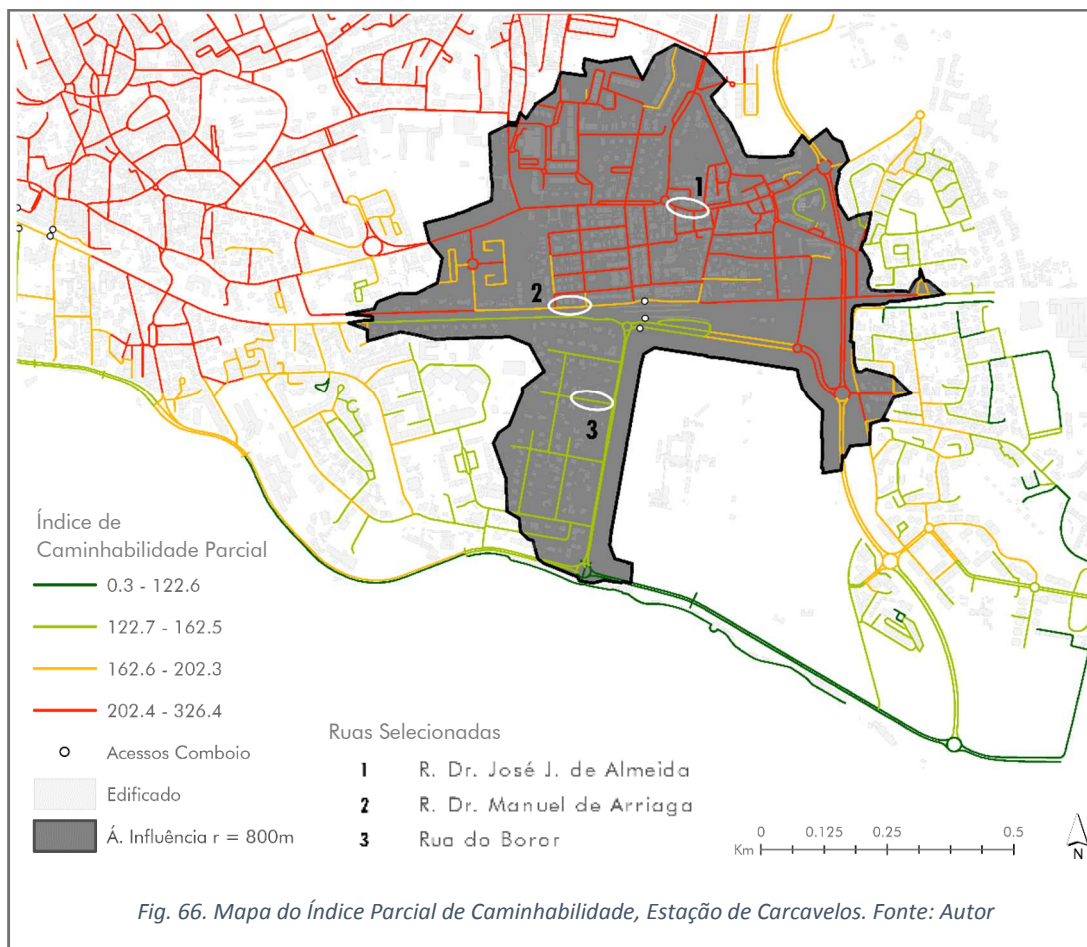 1
2
3
Índice de
Caminhabilidade Parcial
0.3 - 122.6
122.7 - 162.5
162.6 - 202.3
202.4 - 326.4
Acessos Comboio
Edificado
Á. Influência r = 800m
Ruas Selecionadas
1 R. Dr. José J. de Almeida
2 R. Dr. Manuel de Arriaga
3 Rua do Boror
0 0.125 0.25 0.5
Km
N
Fig. 66. Mapa do Índice Parcial de Caminhabilidade, Estação de Carcavelos. Fonte: Autor